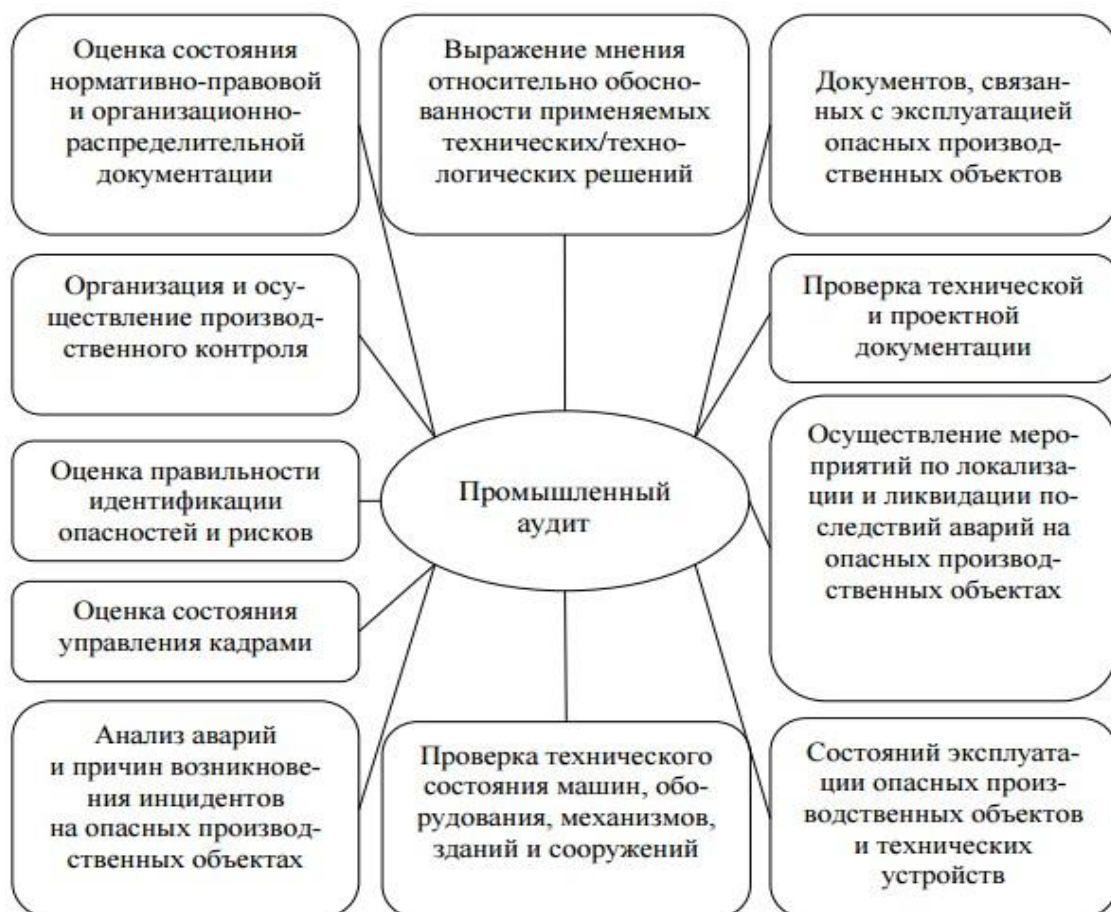 Оценка состояния
нормативно-правовой
и организационно-
распределительной
документации
Выражение мнения
относительно обосно-
ванности применяемых
технических/техно-
логических решений
Документов, связан-
ных с эксплуатацией
опасных производ-
ственных объектов
Организация и осу-
ществление производ-
ственного контроля
Проверка технической
и проектной
документации
Оценка правильности
идентификации
опасностей и рисков
Промышленный
аудит
Осуществление меро-
приятий по локализа-
ции и ликвидации по-
следствий аварий на
опасных производ-
ственных объектах
Оценка состояния
управления кадрами
Анализ аварий
и причин возникнове-
ния инцидентов
на опасных производ-
ственных объектах
Проверка технического
состояния машин, обо-
рудования, механизмов,
зданий и сооружений
Состояний эксплуата-
ции опасных произ-
водственных объектов
и технических
устройств